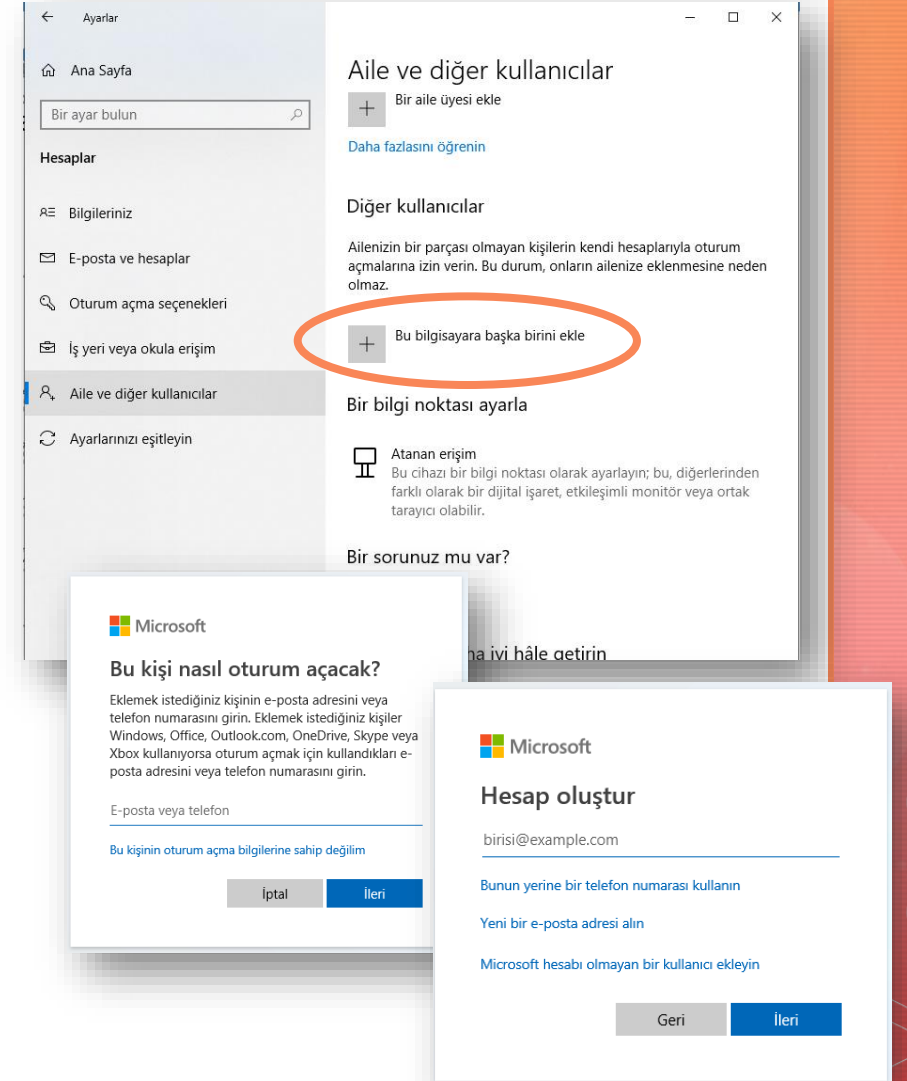 Ayarlar
Ana Sayfa
Bir ayar bulun
Hesaplar
Bilgileriniz
E-posta ve hesaplar
Oturum açma seçenekleri
İş yeri veya okula erişim
Aile ve diğer kullanıcılar
Ayarlarınızı eşitleyin
Aile ve diğer kullanıcılar
Bir aile üyesi ekle
Daha fazlasını öğrenin
Diğer kullanıcılar
Ailenizin bir parçası olmayan kişilerin kendi hesaplarıyla oturum
açmalarına izin verin. Bu durum, onların ailenize eklenmesine neden
olmaz.
Bu bilgisayara başka birini ekle
Bir bilgi noktası ayarla
Atanan erişim
Bu cihazı bir bilgi noktası olarak ayarlayın; bu, diğerlerinden
farklı olarak bir dijital işaret, etkileşimli monitör veya ortak
tarayıcı olabilir.
Bir sorunuz mu var?
iyi hâle getirin
Microsoft
Bu kişi nasıl oturum açacak?
Eklemek istediğiniz kişinin e-posta adresini veya
telefon numarasını girin. Eklemek istediğiniz kişiler
Windows, Office, Outlook.com, OneDrive, Skype veya
Xbox kullanıyorsa oturum açmak için kullandıkları e-
posta adresini veya telefon numarasını girin.
E-posta veya telefon
Bu kişinin oturum açma bilgilerine sahip değilim
İptal
İleri
Microsoft
Hesap oluştur
birisi@example.com
Bunun yerine bir telefon numarası kullanın
Yeni bir e-posta adresi alın
Microsoft hesabı olmayan bir kullanıcı ekleyin
Geri
İleri